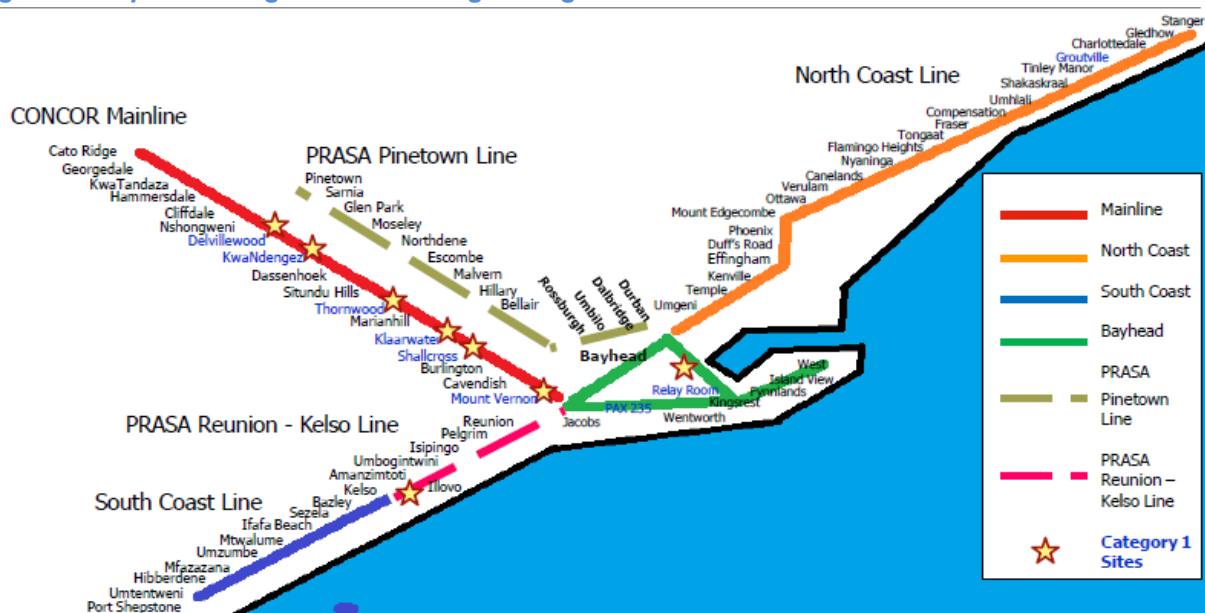 North Coast Line
Stanger
Gledhow
Charlottedale
Groutville
Tinley Manor
Shakaskraal
Umhlali
Compensation
Fraser
Tongaat
Flamingo Heights
Nyaninga
Canelands
Verulam
Ottawa
Mount Edgecombe
Phoenix
Duff's Road
Effingham
Kenville
Temple
Umgeni
CONCOR Mainline
Cato Ridge
Georgedale
KwaTandaza
Hammersdale
Cliffdale
Nshongweni
Delvillewood
KwaNdengezi
Dassenhoek
Situndu Hills
Thornwood
Marianhill
Klaarwater
Shallcross
Burlington
Cavendish
Mount Vernon
PRASA Pinetown Line
Pinetown
Sarnia
Glen Park
Moseley
Northdene
Escombe
Malvern
Hillary
Bellair
Rossburgh
Umbilo
Dalbridge
Durban
Bayhead
Relay Room
PAX 235
Jacobs
Wentworth
Kingsrest
Fynnlands
Island View
West
PRASA Reunion - Kelso Line
Reunion
Pelgrim
Isipingo
Umbogintwini
Amanzimtoti
Illovo
Kelso
South Coast Line
Bazley
Sezela
Ifafa Beach
Mtwalume
Umzumbe
Mfazazana
Hibberdene
Umtentweni
Port Shepstone
Mainline
North Coast
South Coast
Bayhead
PRASA
Pinetown
Line
PRASA
Reunion –
Kelso Line
Category 1
Sites